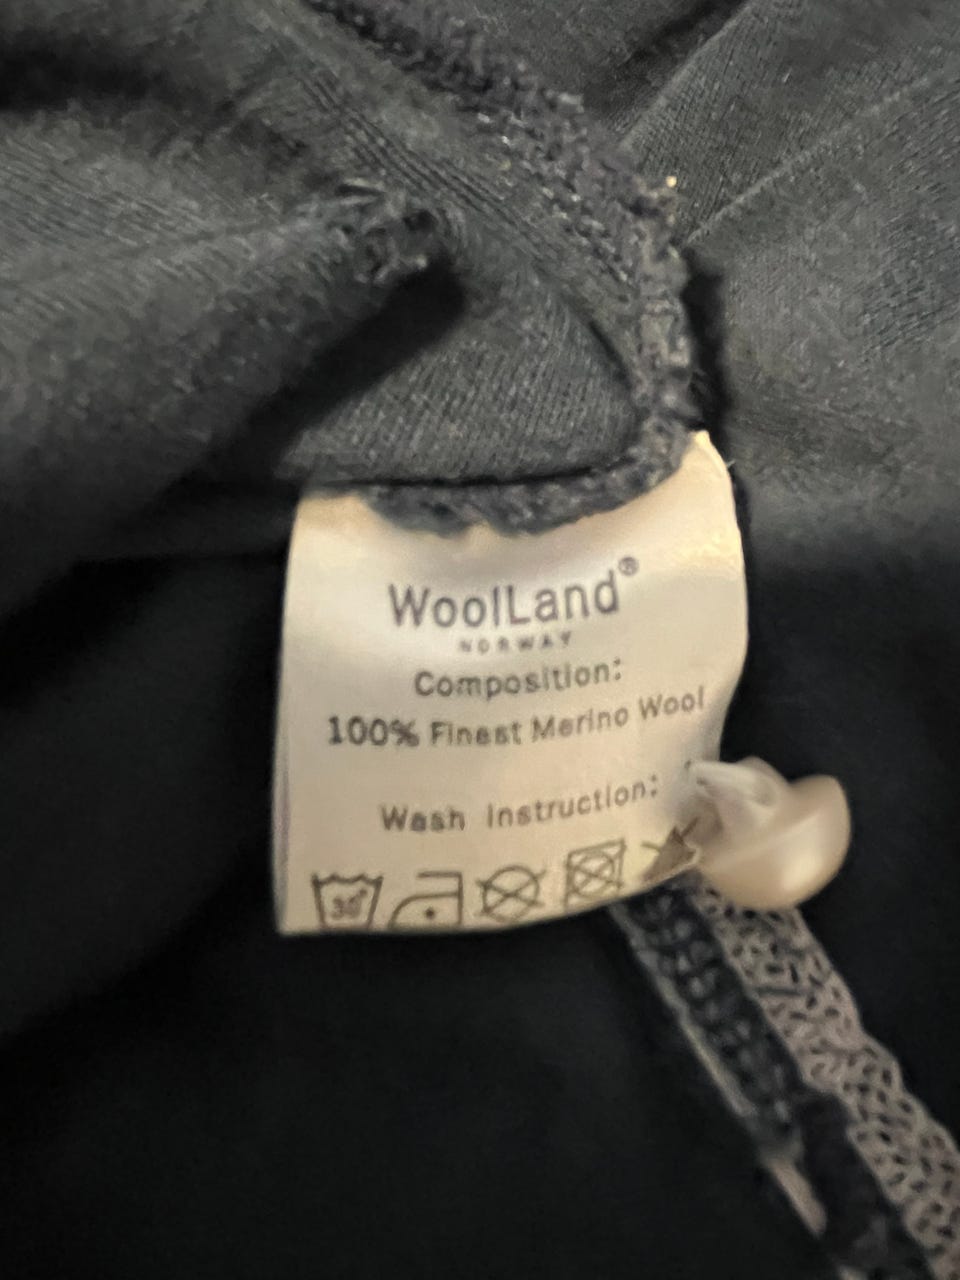 WoolLand®
NORWAY
Composition:
100% Finest Merino Wool
Wash Instruction:
30°